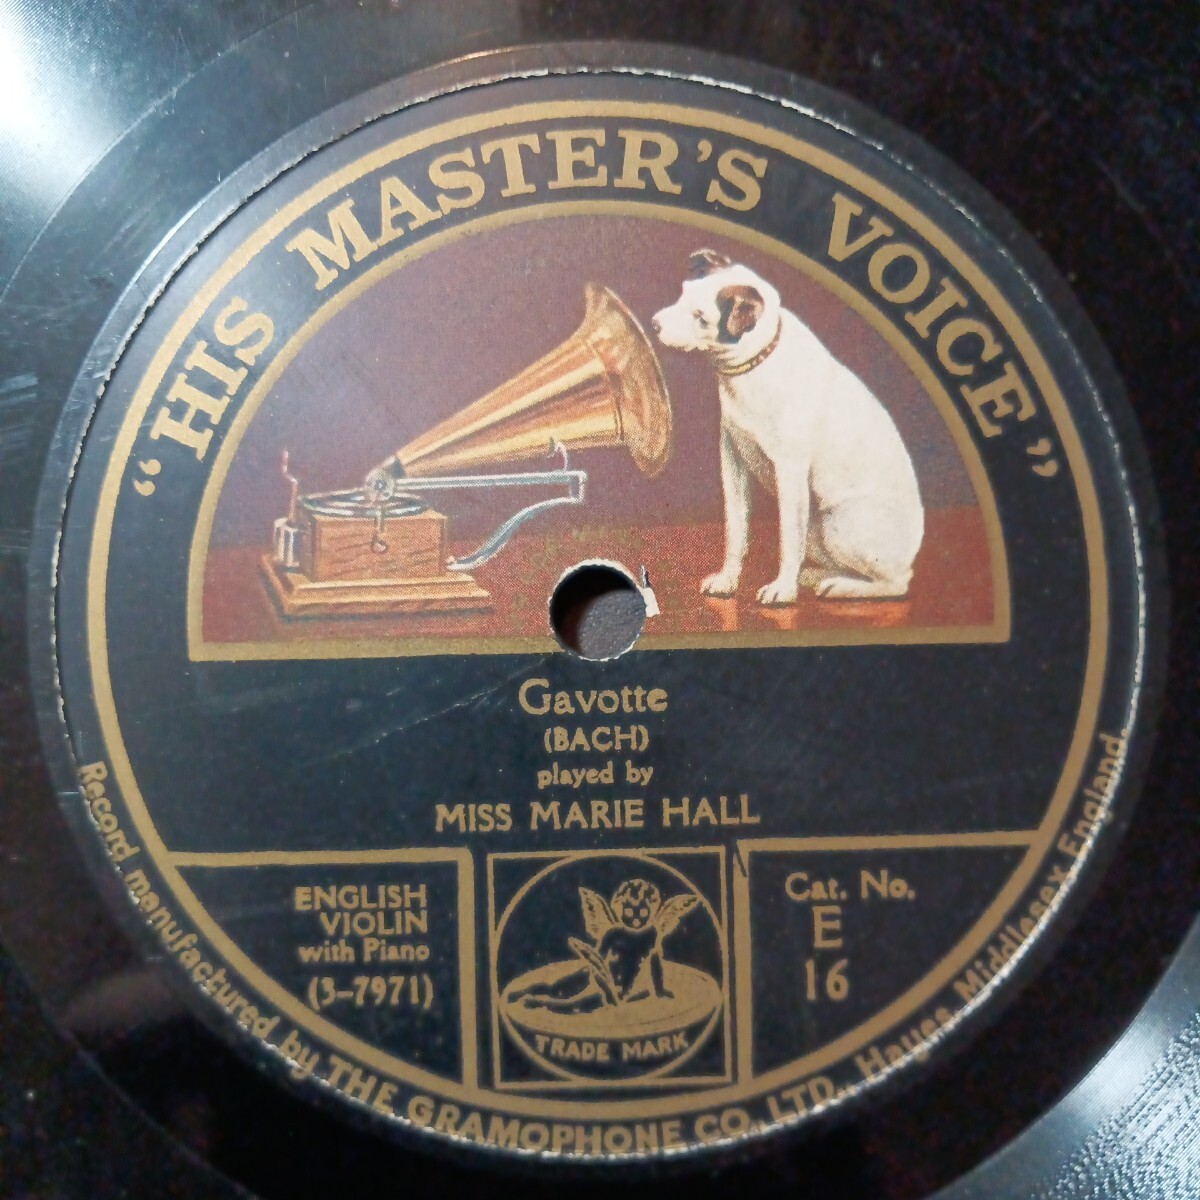 “HIS MASTER'S VOICE”
Gavotte
(BACH)
played by
MISS MARIE HALL
ENGLISH
VIOLIN
with Piano
(3-7971)
TRADE MARK
Cat. No.
E
16
Record manufactured by THE GRAMOPHONE CO., LTD., Hayes, Middlesex, England.